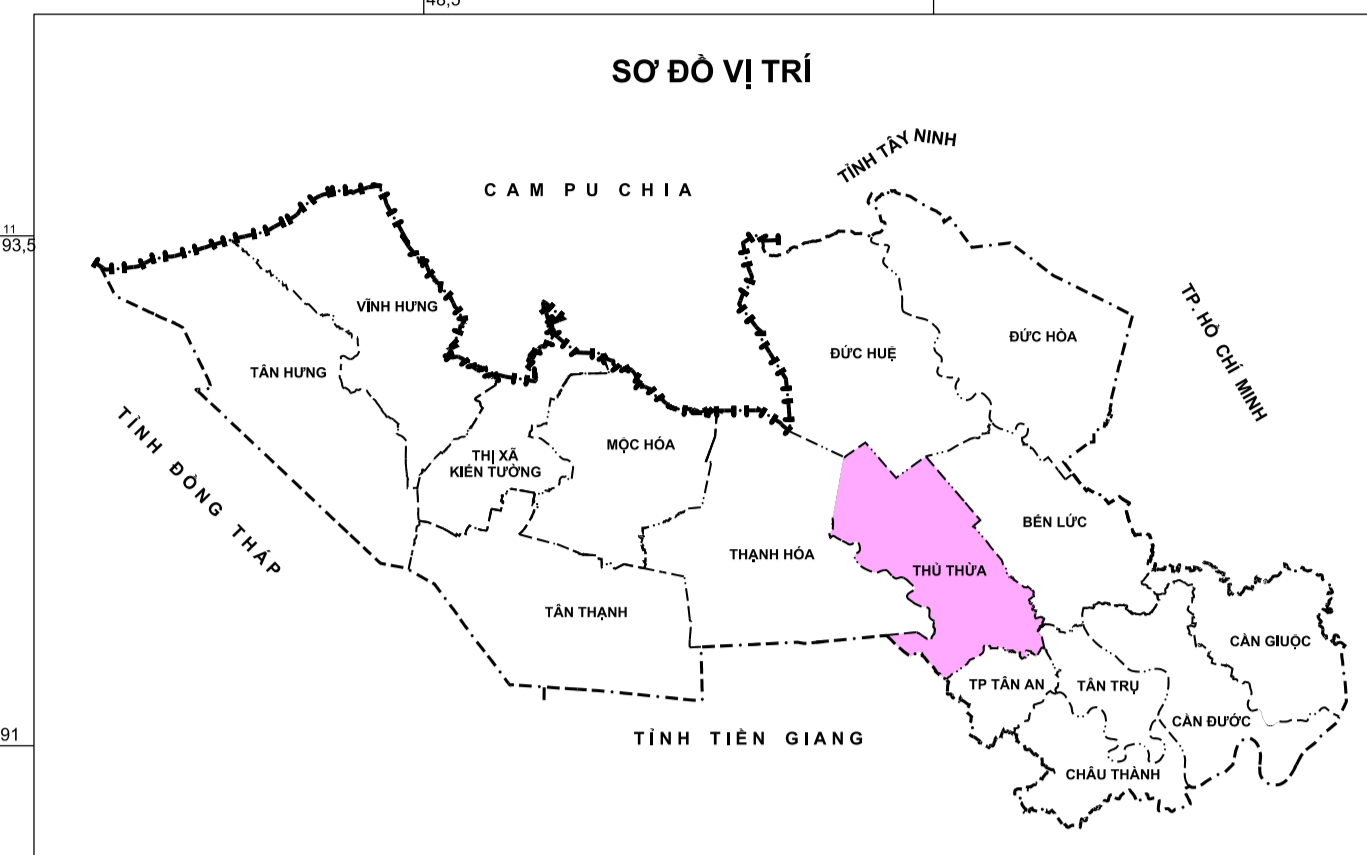 48,5
SƠ ĐỒ VỊ TRÍ
TỈNH TÂY NINH
CAM PU CHIA
11
93,5
TP. HỒ CHÍ MINH
VĨNH HƯNG
ĐỨC HÒA
ĐỨC HUỆ
TÂN HƯNG
TỈNH ĐỒNG THÁP
MỘC HÓA
THỊ XÃ
KIẾN TƯỜNG
BẾN LỨC
THẠNH HÓA
THỦ THỪA
TÂN THẠNH
CẦN GIUỘC
TP TÂN AN
TÂN TRỤ
CẦN ĐƯỚC
91
TỈNH TIỀN GIANG
CHÂU THÀNH